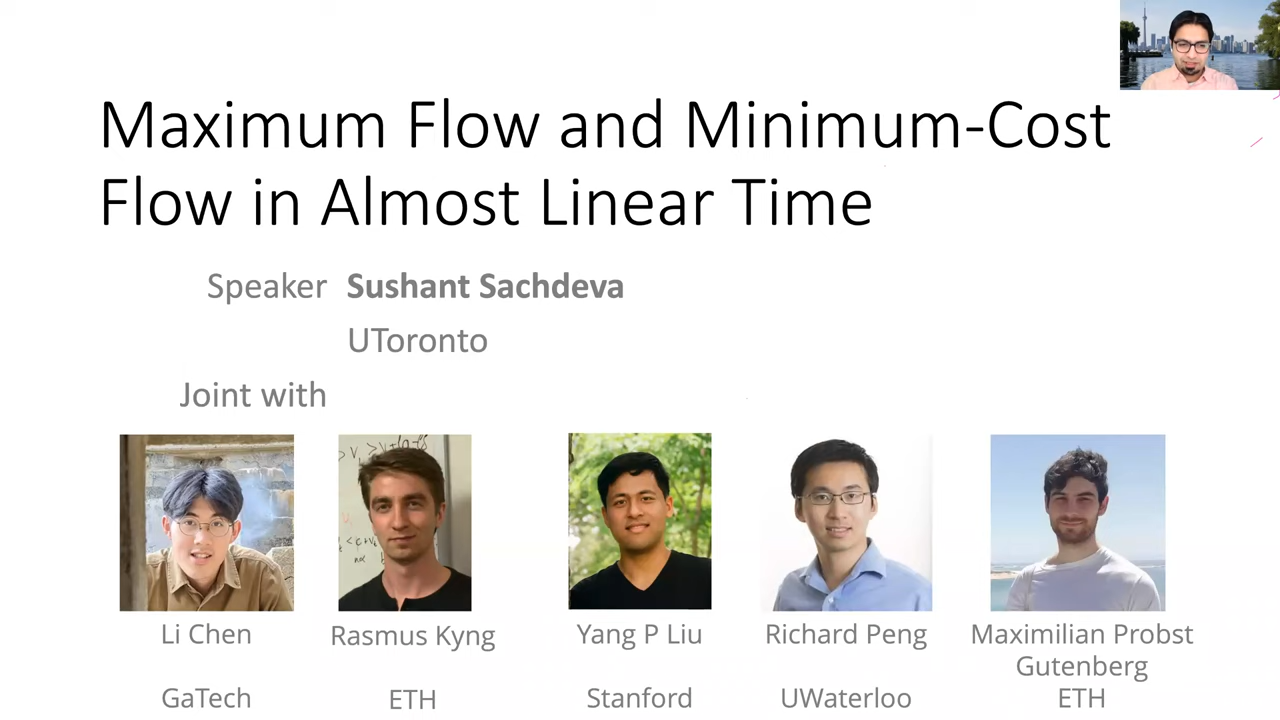 Maximum Flow and Minimum-Cost
Flow in Almost Linear Time
Speaker Sushant Sachdeva
UToronto
Joint with
Li Chen
Rasmus Kyng
Yang P Liu
Richard Peng
Maximilian Probst
Gutenberg
GaTech
ETH
Stanford
UWaterloo
ETH